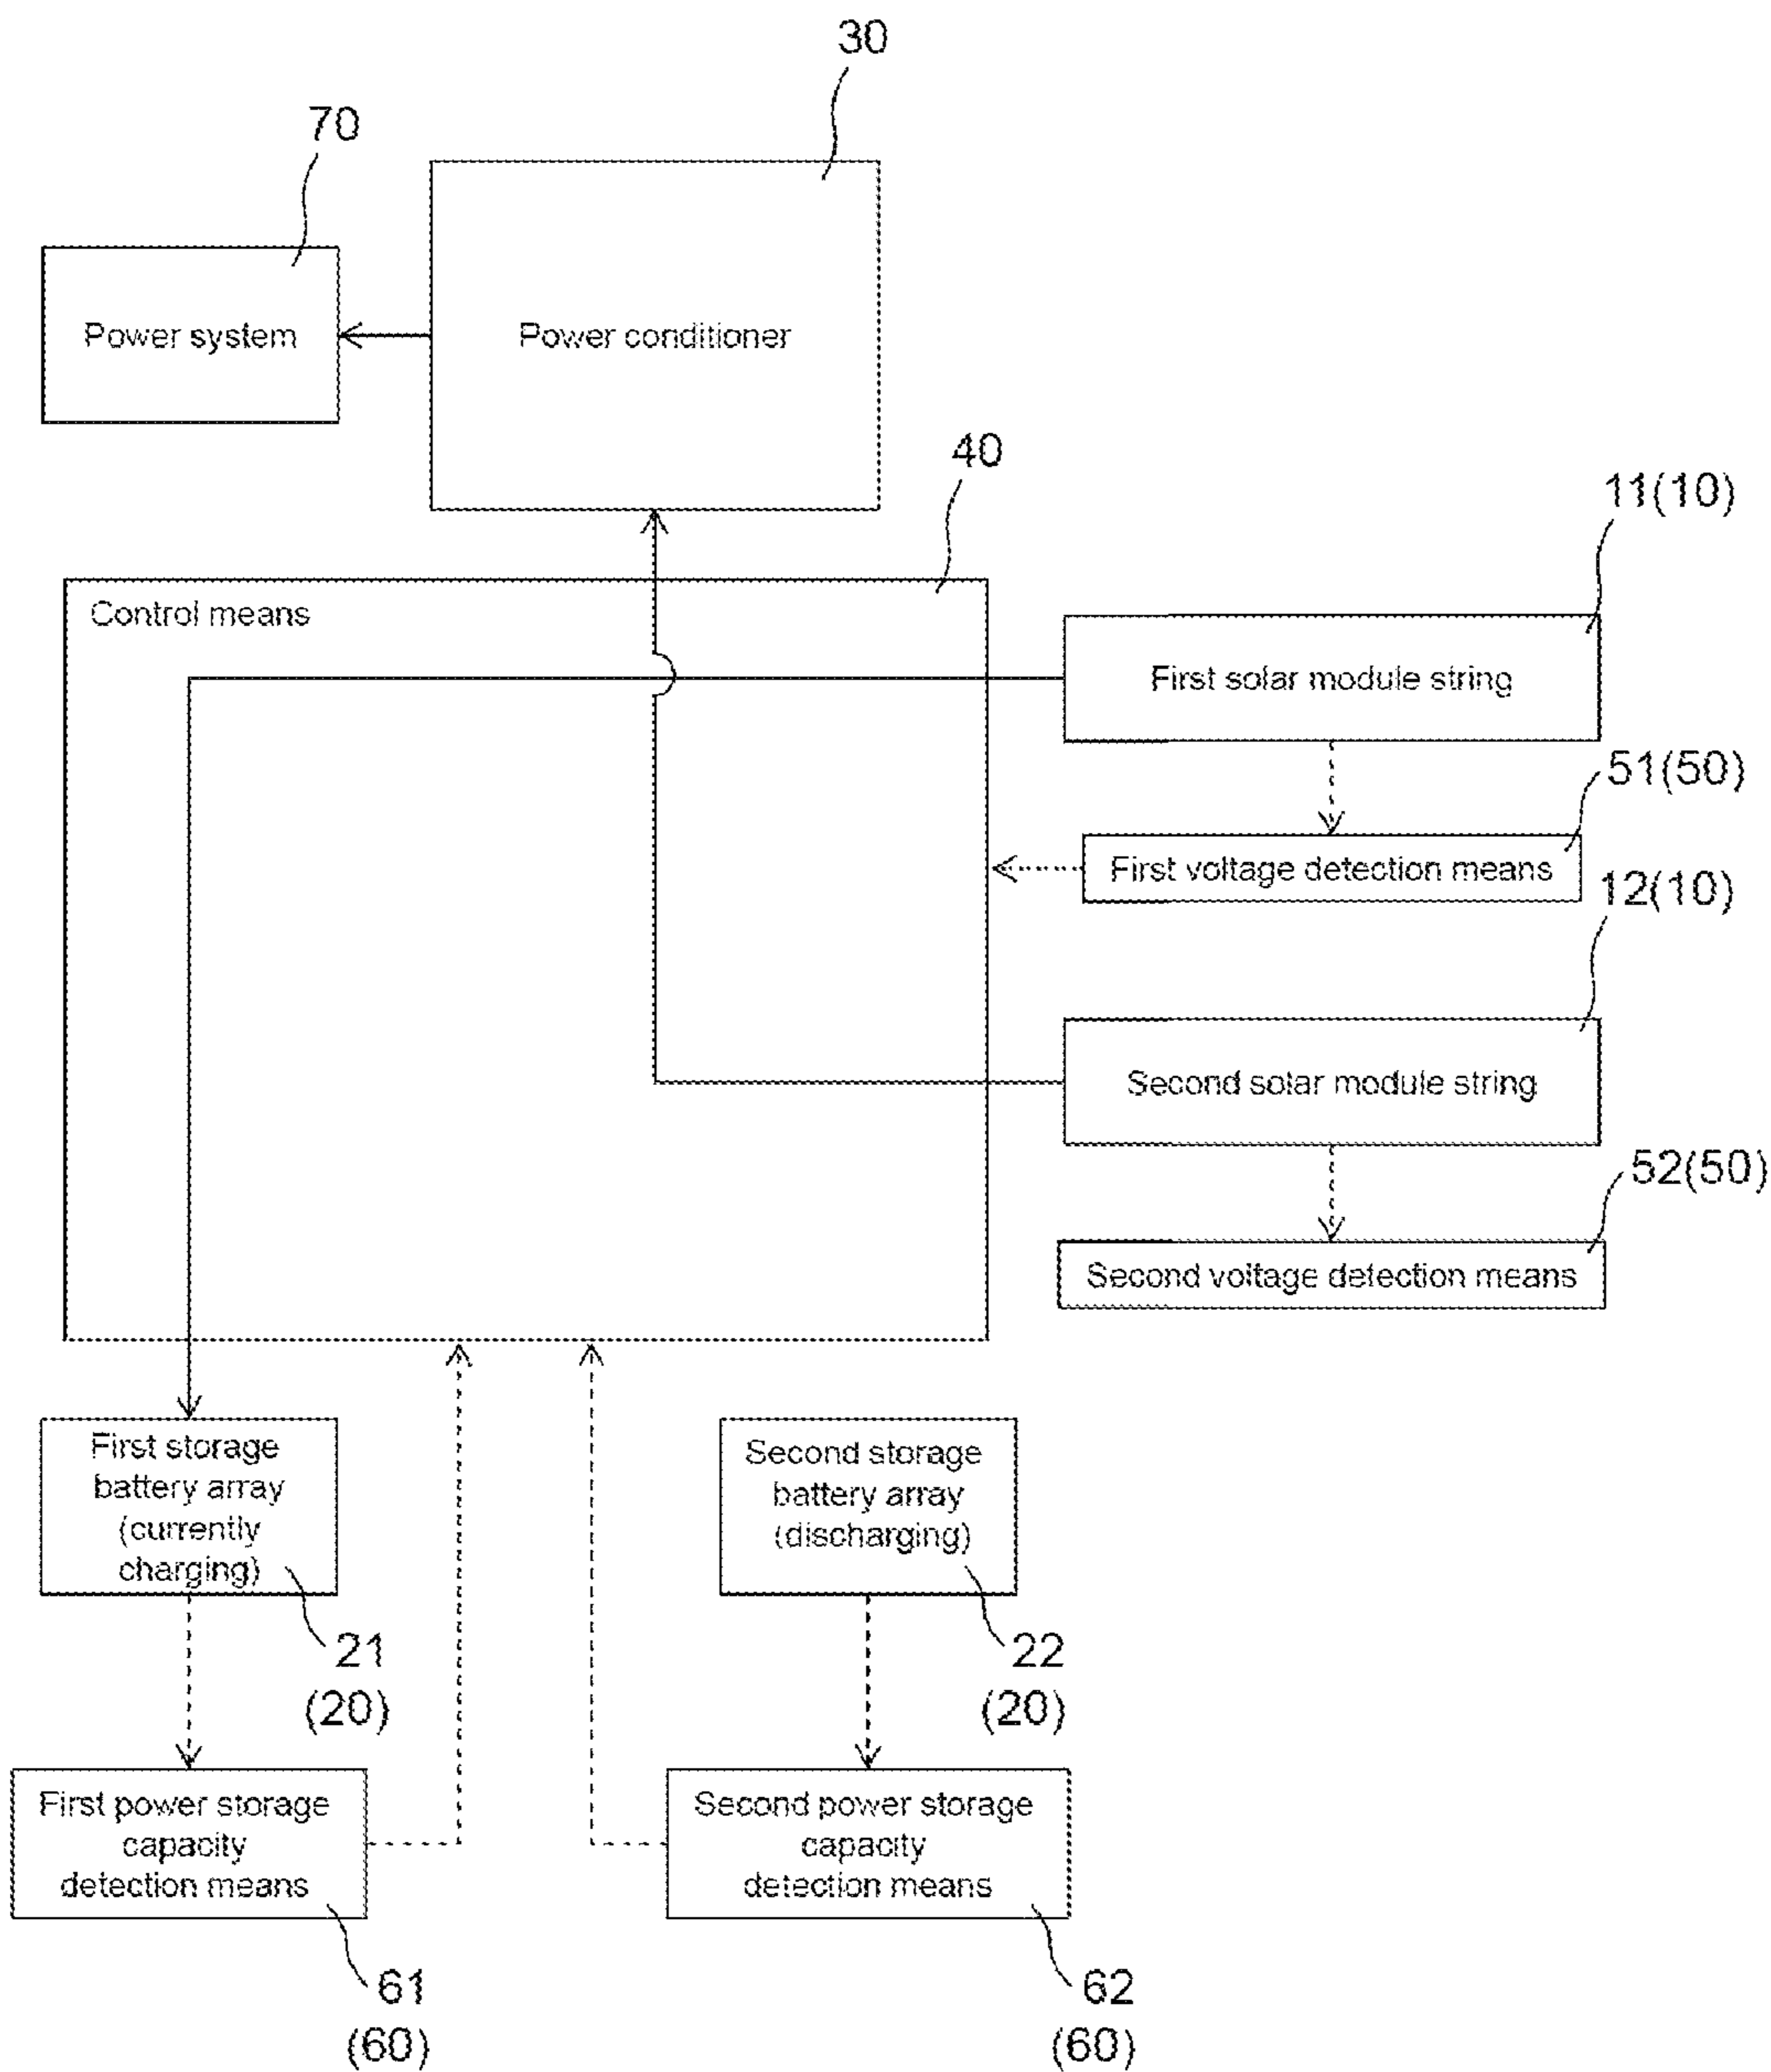 30
70
Power system
Power conditioner
40
11(10)
Control means
First solar module string
51(50)
First voltage detection means
12(10)
Second solar module string
52(50)
Second voltage detection means
First storage
battery array
(currently
charging)
21
(20)
Second storage
battery array
(discharging)
22
(20)
First power storage
capacity
detection means
61
(60)
Second power storage
capacity
detection means
62
(60)